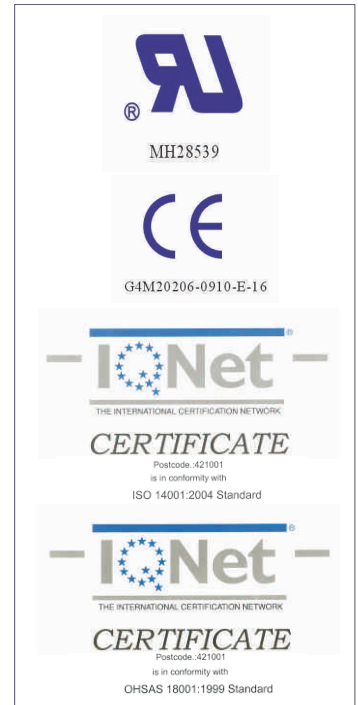 ®
MH28539
CE
G4M20206-0910-E-16
®
IQNet
THE INTERNATIONAL CERTIFICATION NETWORK
CERTIFICATE
Postcode.:421001
is in conformity with
ISO 14001:2004 Standard
®
IQNet
THE INTERNATIONAL CERTIFICATION NETWORK
CERTIFICATE
Postcode.:421001
is in conformity with
OHSAS 18001:1999 Standard